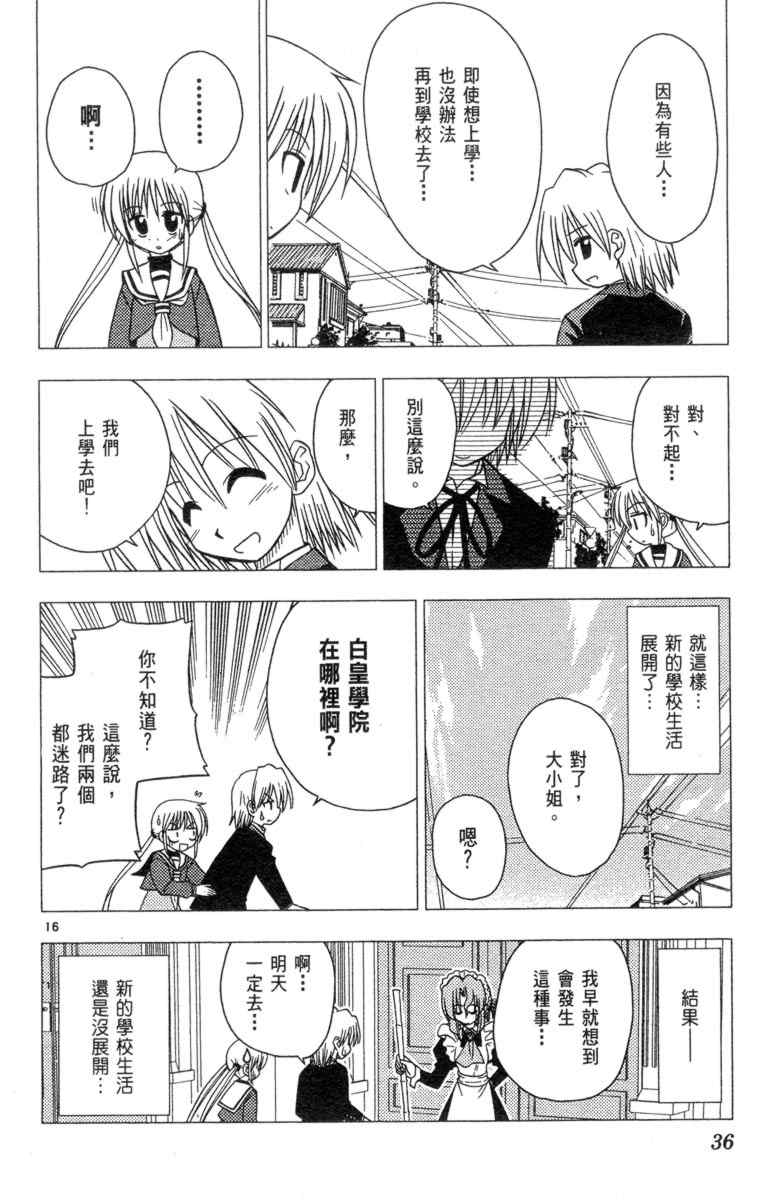 因為有些人…
即使想上學…
也沒辦法
再到學校去了…
………
啊…
對、
對不起…
別這麼說。
那麼,
我們
上學去吧!
就這樣…
新的學校生活
展開了…
對了,
大小姐。
嗯?
白皇學院
在哪裡啊?
你不知道?
這麼說,
我們兩個
都迷路了?
16
結果——
我早就想到
會發生
這種事…
啊…
明天
一定去…
新的學校生活
還是沒展開…
36